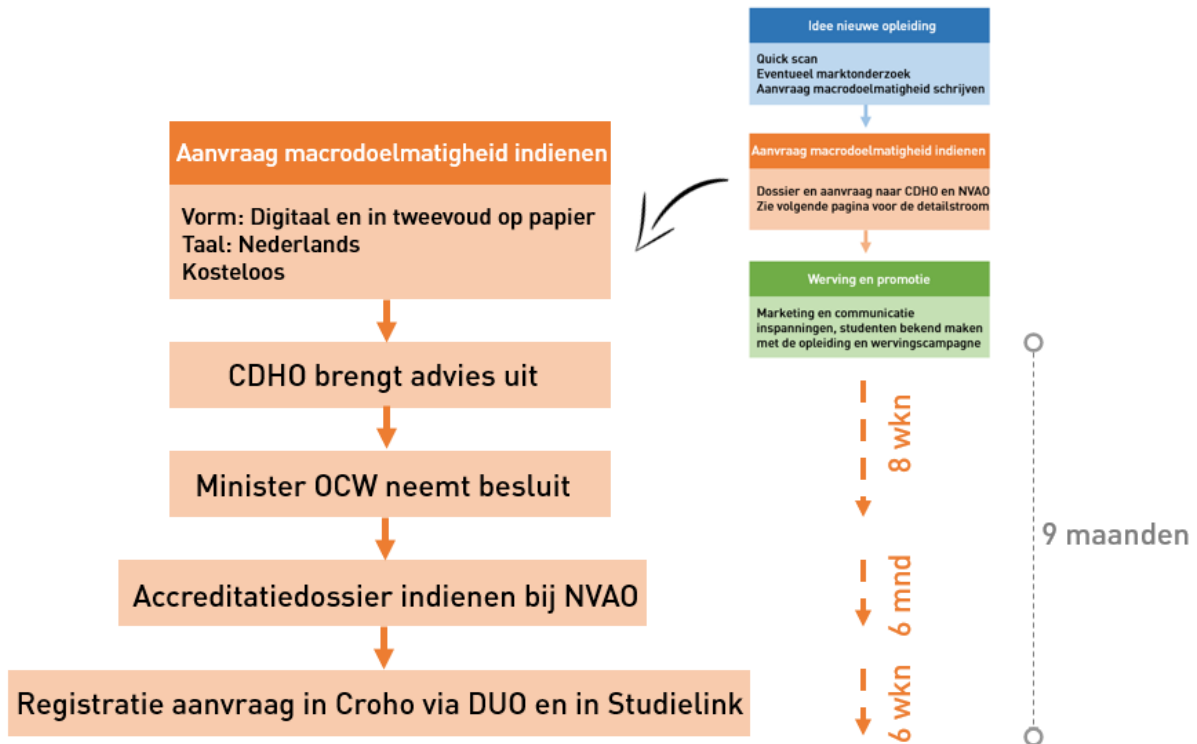 Idee nieuwe opleiding
Quick scan
Eventueel marktonderzoek
Aanvraag macrodoelmatigheid schrijven
Aanvraag macrodoelmatigheid indienen
Dossier en aanvraag naar CDHO en NVAO
Zie volgende pagina voor de detailstroom
Werving en promotie
Marketing en communicatie
inspanningen, studenten bekend maken
met de opleiding en wervingscampagne
Aanvraag macrodoelmatigheid indienen
Vorm: Digitaal en in tweevoud op papier
Taal: Nederlands
Kosteloos
CDHO brengt advies uit
Minister OCW neemt besluit
Accreditatiedossier indienen bij NVAO
Registratie aanvraag in Croho via DUO en in Studielink
8 wkn
6 mnd
6 wkn
9 maanden